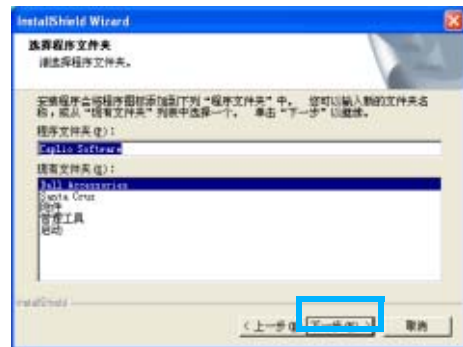 InstallShield Wizard
选择程序文件夹
请选择程序文件夹。
安装程序会将程序图标添加到下列“程序文件夹”中。 您可以输入新的文件夹名
称，或从“现有文件夹”列表中选择一个。 单击“下一步”以继续。
程序文件夹(P)：
Caplio Software
现有文件夹(X)：
Dell Accessories
Santa Cruz
附件
管理工具
启动
InstallShield
<上一步(B) 下一步(N) > 取消